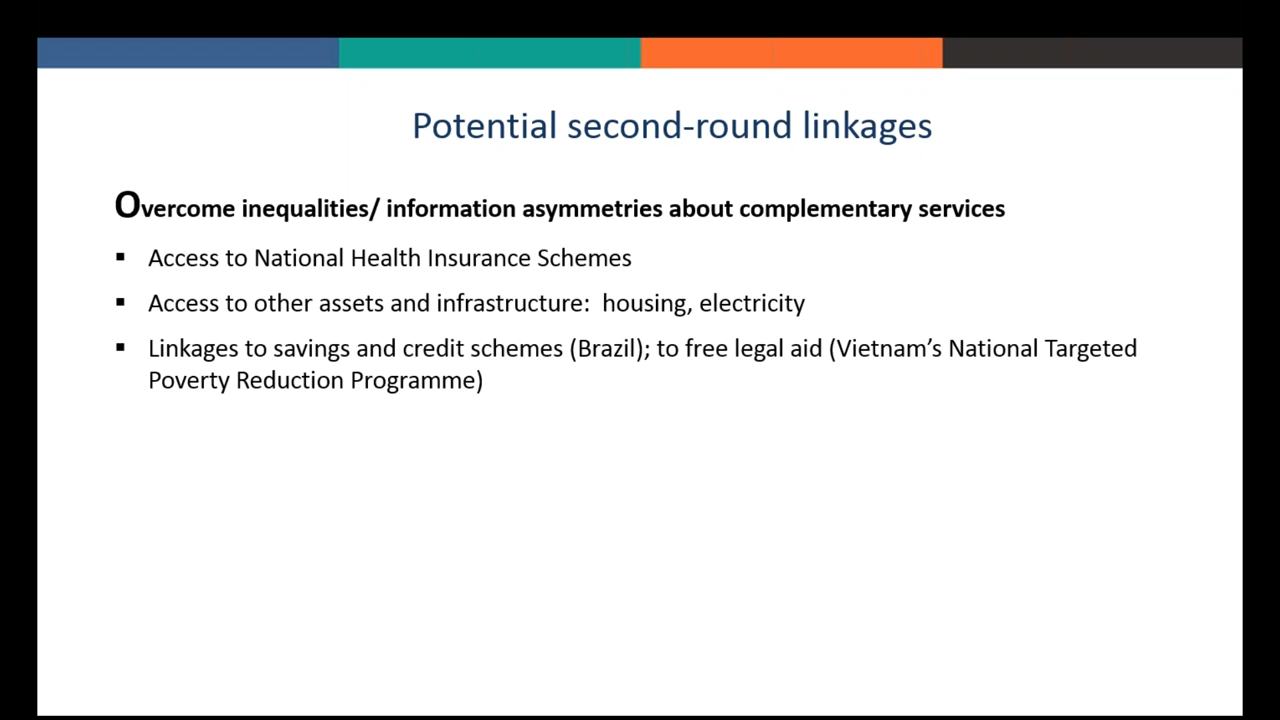 Potential second-round linkages
Overcome inequalities/ information asymmetries about complementary services
▪ Access to National Health Insurance Schemes
▪ Access to other assets and infrastructure:  housing, electricity
▪ Linkages to savings and credit schemes (Brazil); to free legal aid (Vietnam’s National Targeted
Poverty Reduction Programme)